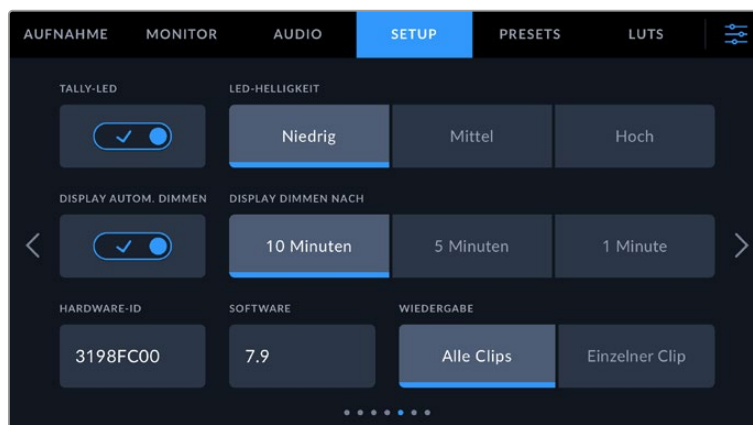 AUFNAHME MONITOR AUDIO SETUP PRESETS LUTS
TALLY-LED LED-HELLIGKEIT
Niedrig Mittel Hoch
DISPLAY AUTOM. DIMMEN DISPLAY DIMMEN NACH
10 Minuten 5 Minuten 1 Minute
HARDWARE-ID SOFTWARE WIEDERGABE
3198FC00 7.9 Alle Clips Einzelner Clip